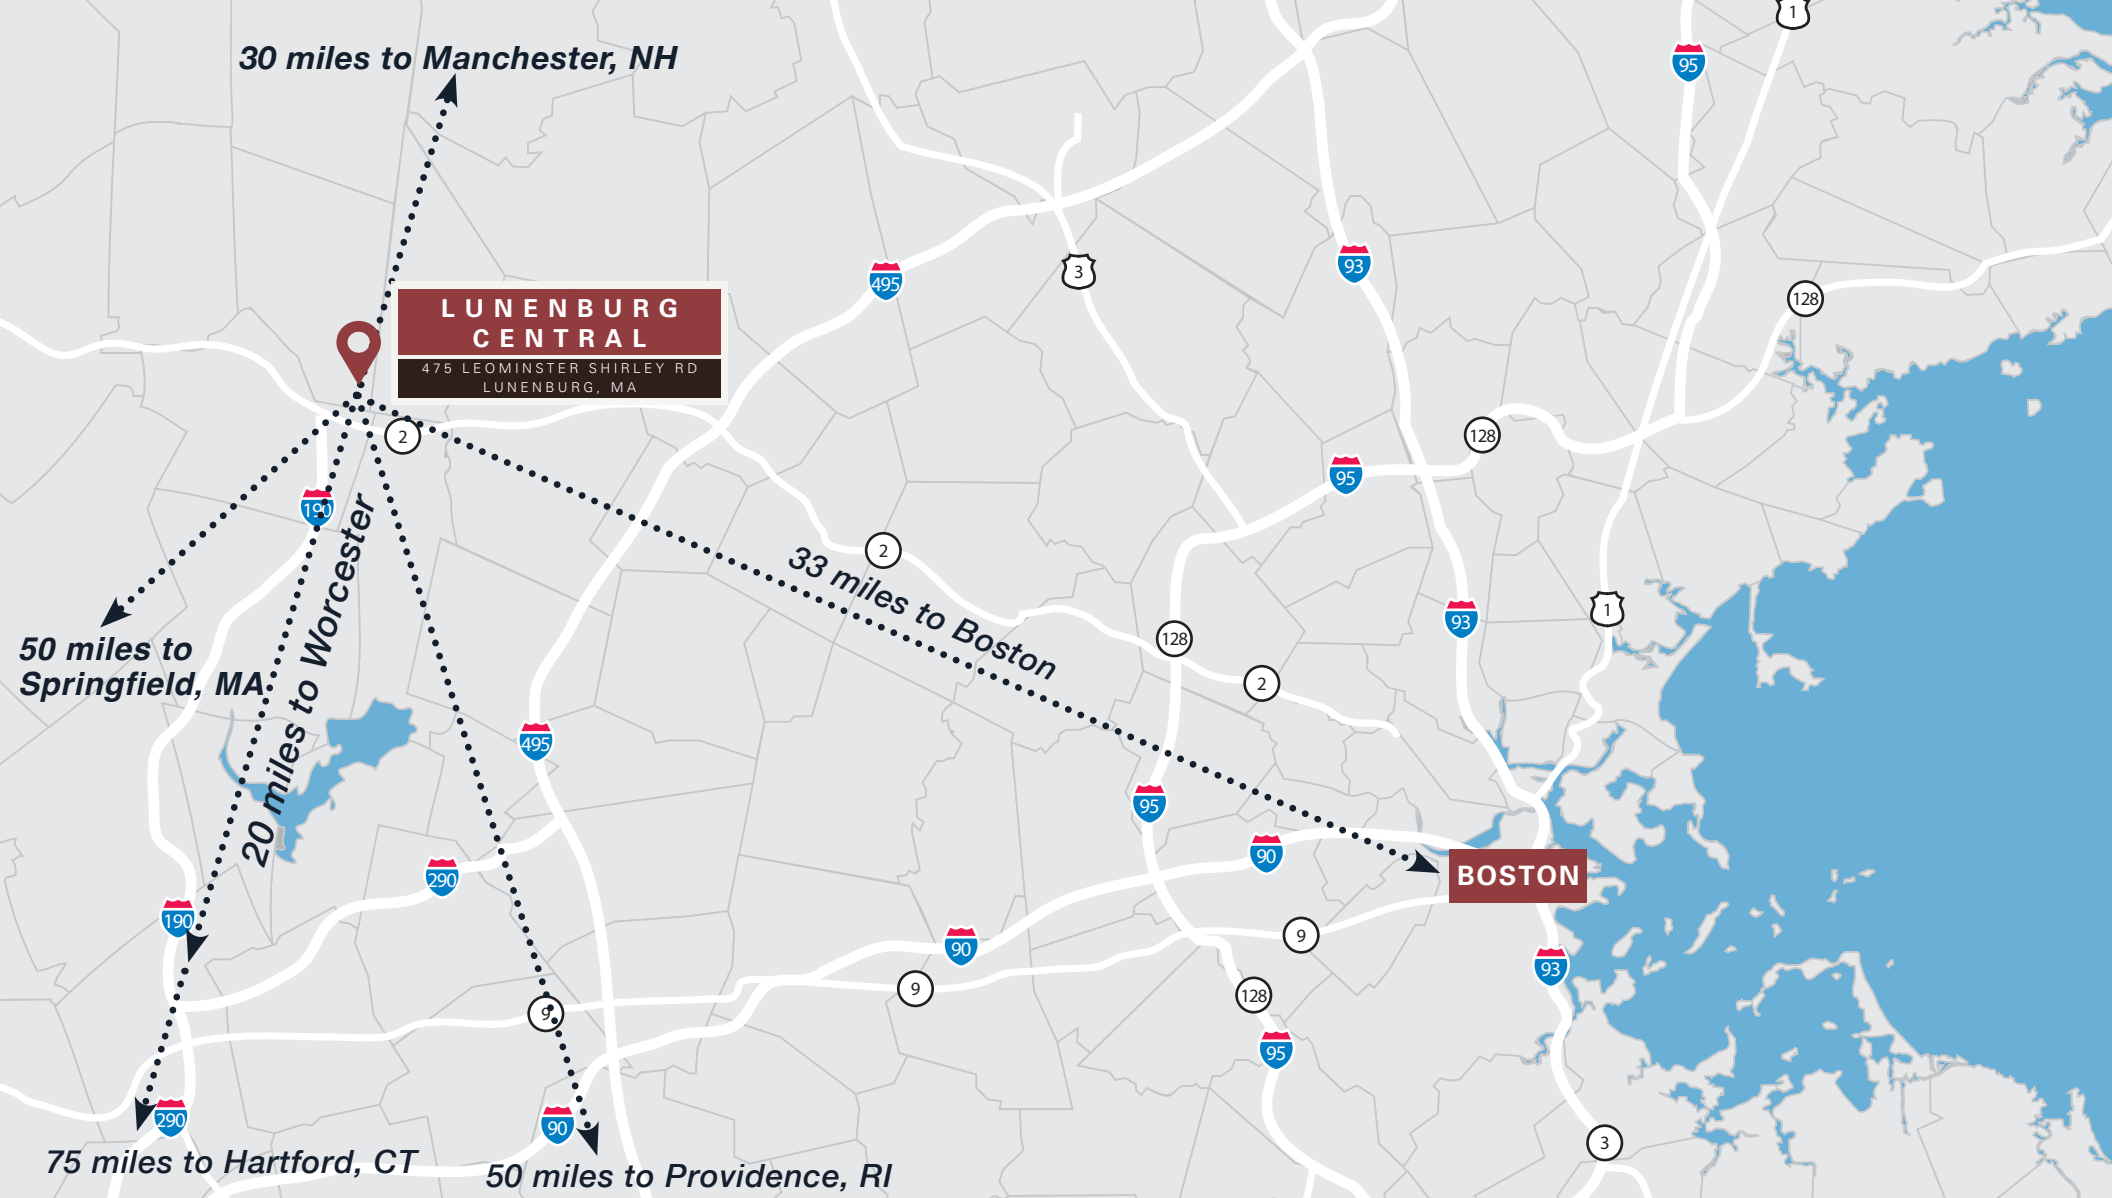 1
30 miles to Manchester, NH
95
93
3
495
128
LUNENBURG
CENTRAL
475 LEOMINSTER SHIRLEY RD
LUNENBURG, MA
2
128
95
190
2
33 miles to Boston
1
93
128
50 miles to
Springfield, MA
20 miles to Worcester
2
495
95
90
290
BOSTON
190
9
90
93
9
128
9
95
290
90
3
75 miles to Hartford, CT
50 miles to Providence, RI